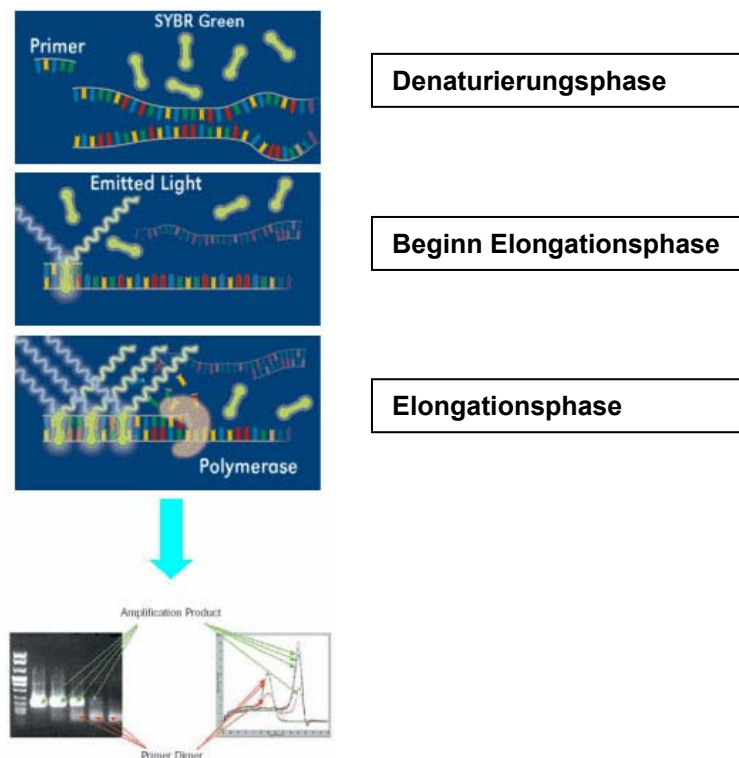 SYBR Green
Primer
Denaturierungsphase
Emitted Light
Beginn Elongationsphase
Elongationsphase
Polymerase
Amplification Product
Primer Dimer